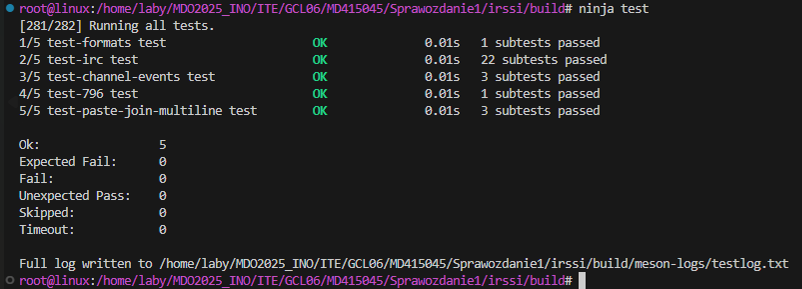 root@linux:/home/laby/MDO2025_INO/ITE/GCL06/MD415045/Sprawozdanie1/irssi/build# ninja test
[281/282] Running all tests.
1/5 test-formats test OK 0.01s 1 subtests passed
2/5 test-irc test OK 0.01s 22 subtests passed
3/5 test-channel-events test OK 0.01s 3 subtests passed
4/5 test-796 test OK 0.01s 1 subtests passed
5/5 test-paste-join-multiline test OK 0.01s 3 subtests passed
Ok: 5
Expected Fail: 0
Fail: 0
Unexpected Pass: 0
Skipped: 0
Timeout: 0
Full log written to /home/laby/MDO2025_INO/ITE/GCL06/MD415045/Sprawozdanie1/irssi/build/meson-logs/testlog.txt
root@linux:/home/laby/MDO2025_INO/ITE/GCL06/MD415045/Sprawozdanie1/irssi/build#